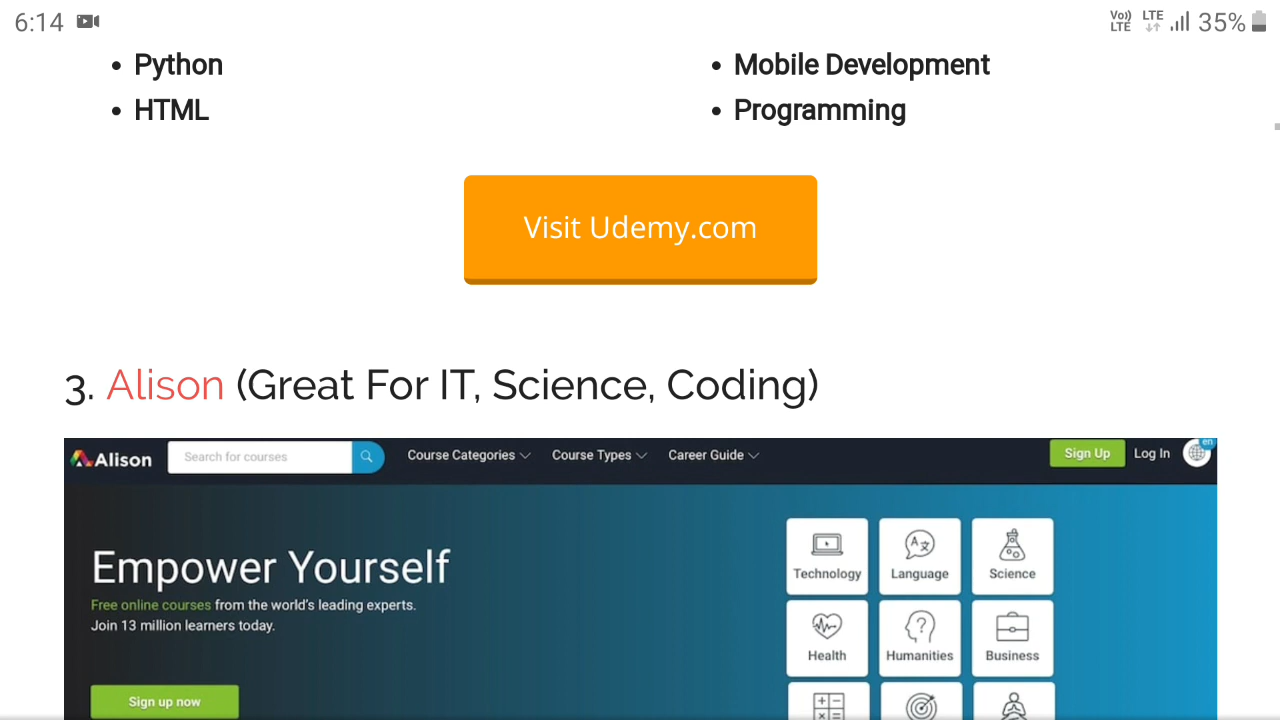 6:14
Vo)) LTE LTE 35%
• Python
• HTML
• Mobile Development
• Programming
Visit Udemy.com
3. Alison (Great For IT, Science, Coding)
Alison Search for courses Course Categories Course Types Career Guide Sign Up Log In en
Empower Yourself
Free online courses from the world's leading experts.
Join 13 million learners today.
Sign up now
Technology Language Science
Health Humanities Business